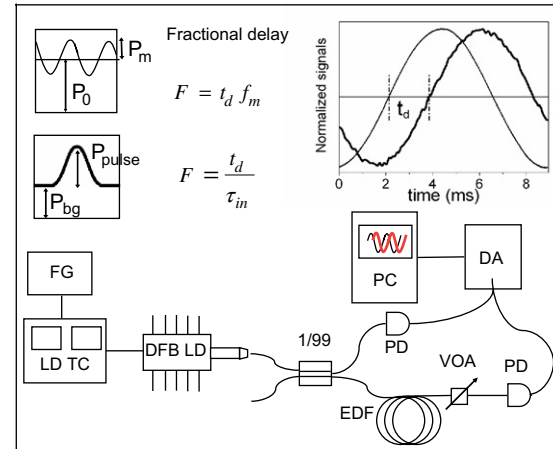 Fractional delay
P_m
P_0
F = t_d f_m
P_pulse
P_bg
F = t_d / τ_in
Normalized signals
t_d
0 2 4 6 8
time (ms)
FG
LD TC
DFB LD
1/99
PC
DA
PD
VOA
PD
EDF